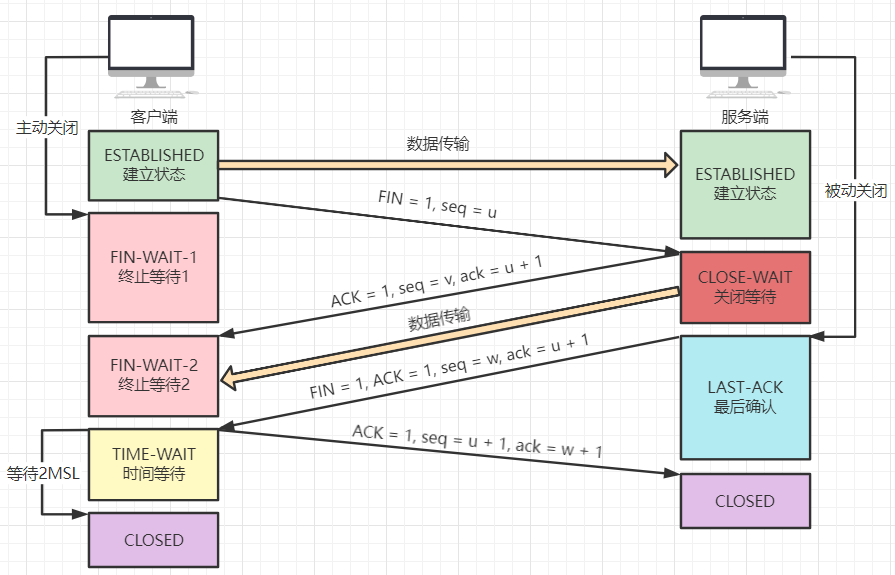 客户端
服务端
主动关闭
数据传输
ESTABLISHED
建立状态
ESTABLISHED
建立状态
被动关闭
FIN = 1, seq = u
FIN-WAIT-1
终止等待1
ACK = 1, seq = v, ack = u + 1
CLOSE-WAIT
关闭等待
数据传输
FIN-WAIT-2
终止等待2
FIN = 1, ACK = 1, seq = w, ack = u + 1
LAST-ACK
最后确认
ACK = 1, seq = u + 1, ack = w + 1
TIME-WAIT
时间等待
等待2MSL
CLOSED
CLOSED